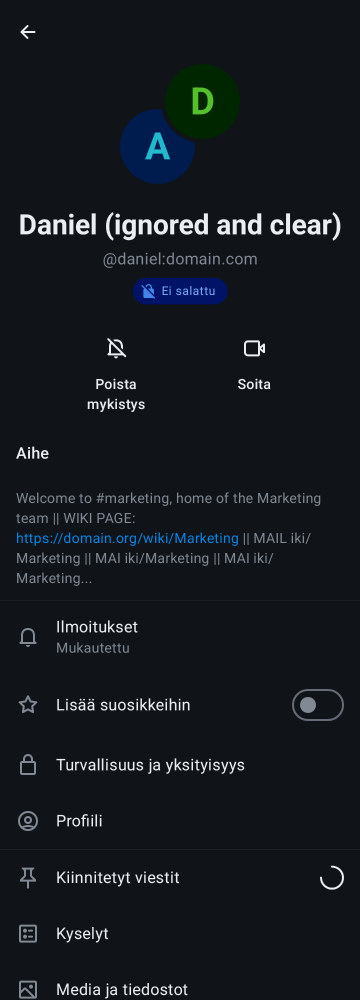 D
A
Daniel (ignored and clear)
@daniel:domain.com
Ei salattu
Poista
mykistys
Soita
Aihe
Welcome to #marketing, home of the Marketing
team || WIKI PAGE:
https://domain.org/wiki/Marketing || MAIL iki/
Marketing || MAI iki/Marketing || MAI iki/
Marketing...
Ilmoitukset
Mukautettu
Lisää suosikkeihin
Turvallisuus ja yksityisyys
Profiili
Kiinnitetyt viestit
Kyselyt
Media ja tiedostot